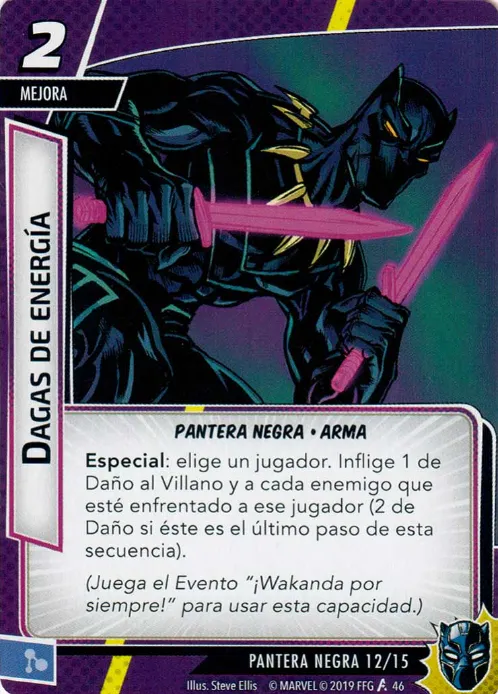 2
MEJORA
DAGAS DE ENERGÍA
PANTERA NEGRA • ARMA
Especial: elige un jugador. Inflige 1 de
Daño al Villano y a cada enemigo que
esté enfrentado a ese jugador (2 de
Daño si éste es el último paso de esta
secuencia).
(Juega el Evento “¡Wakanda por
siempre!” para usar esta capacidad.)
PANTERA NEGRA 12/15
Illus. Steve Ellis © MARVEL © 2019 FFG 46